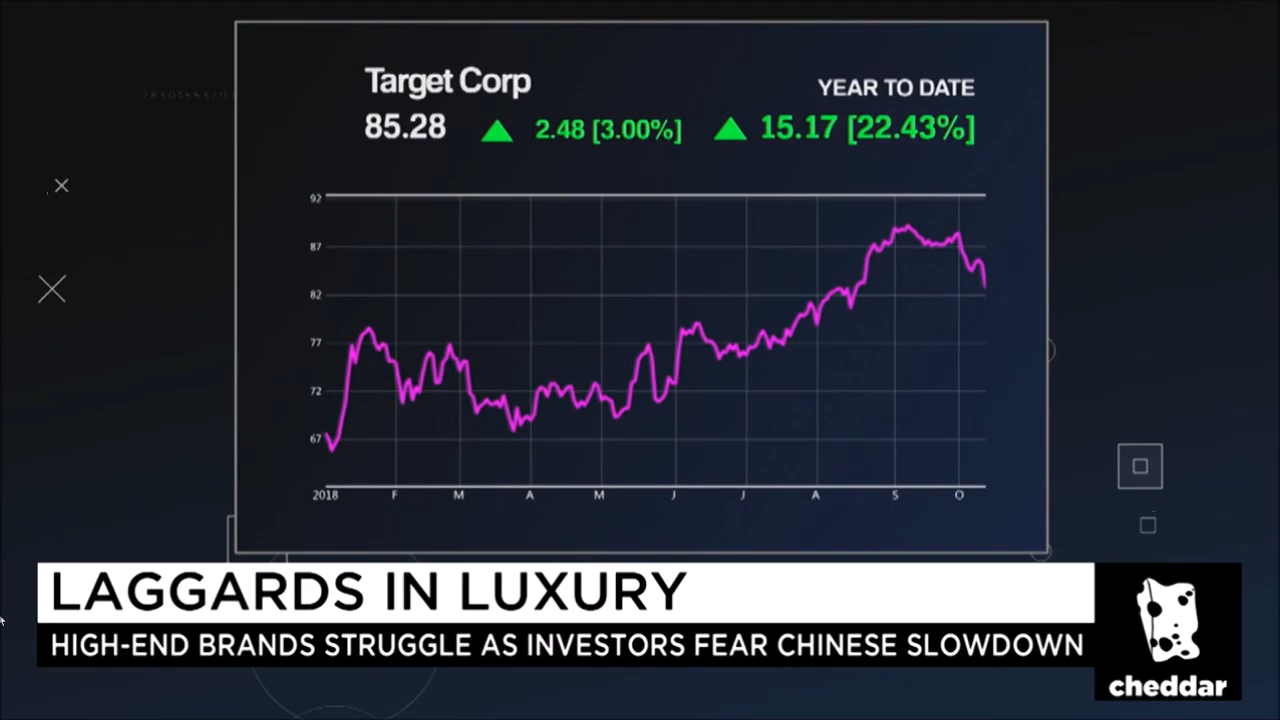 Target Corp
YEAR TO DATE
85.28 ▲ 2.48 [3.00%] ▲ 15.17 [22.43%]
92
87
82
77
72
67
2018 F M A M J J A S O
LAGGARDS IN LUXURY
HIGH-END BRANDS STRUGGLE AS INVESTORS FEAR CHINESE SLOWDOWN
cheddar